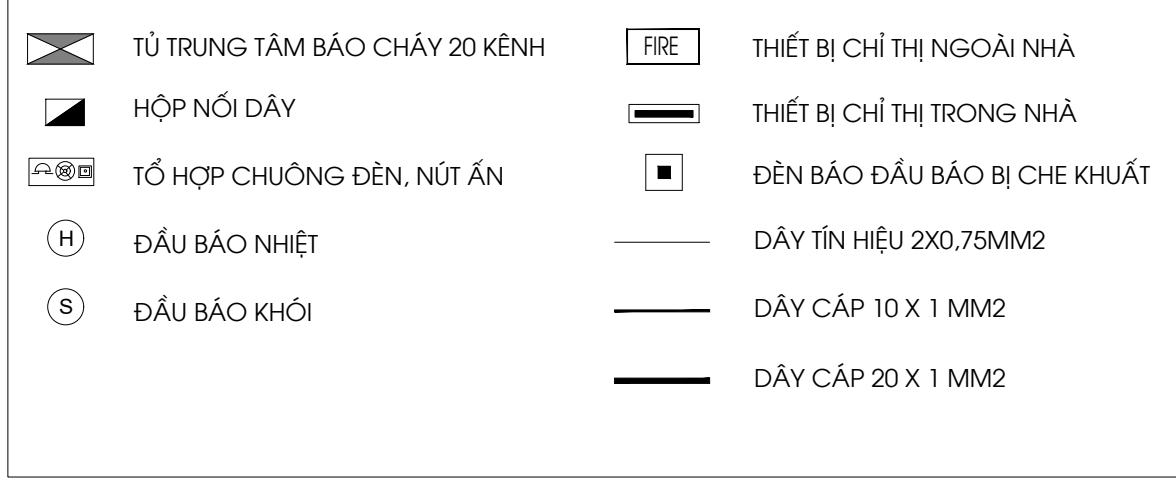 TỦ TRUNG TÂM BÁO CHÁY 20 KÊNH
HỘP NỐI DÂY
TỔ HỢP CHUÔNG ĐÈN, NÚT ẤN
H ĐẦU BÁO NHIỆT
S ĐẦU BÁO KHÓI
FIRE THIẾT BỊ CHỈ THỊ NGOÀI NHÀ
THIẾT BỊ CHỈ THỊ TRONG NHÀ
ĐÈN BÁO ĐẦU BÁO BỊ CHE KHUẤT
DÂY TÍN HIỆU 2X0,75MM2
DÂY CÁP 10 X 1 MM2
DÂY CÁP 20 X 1 MM2